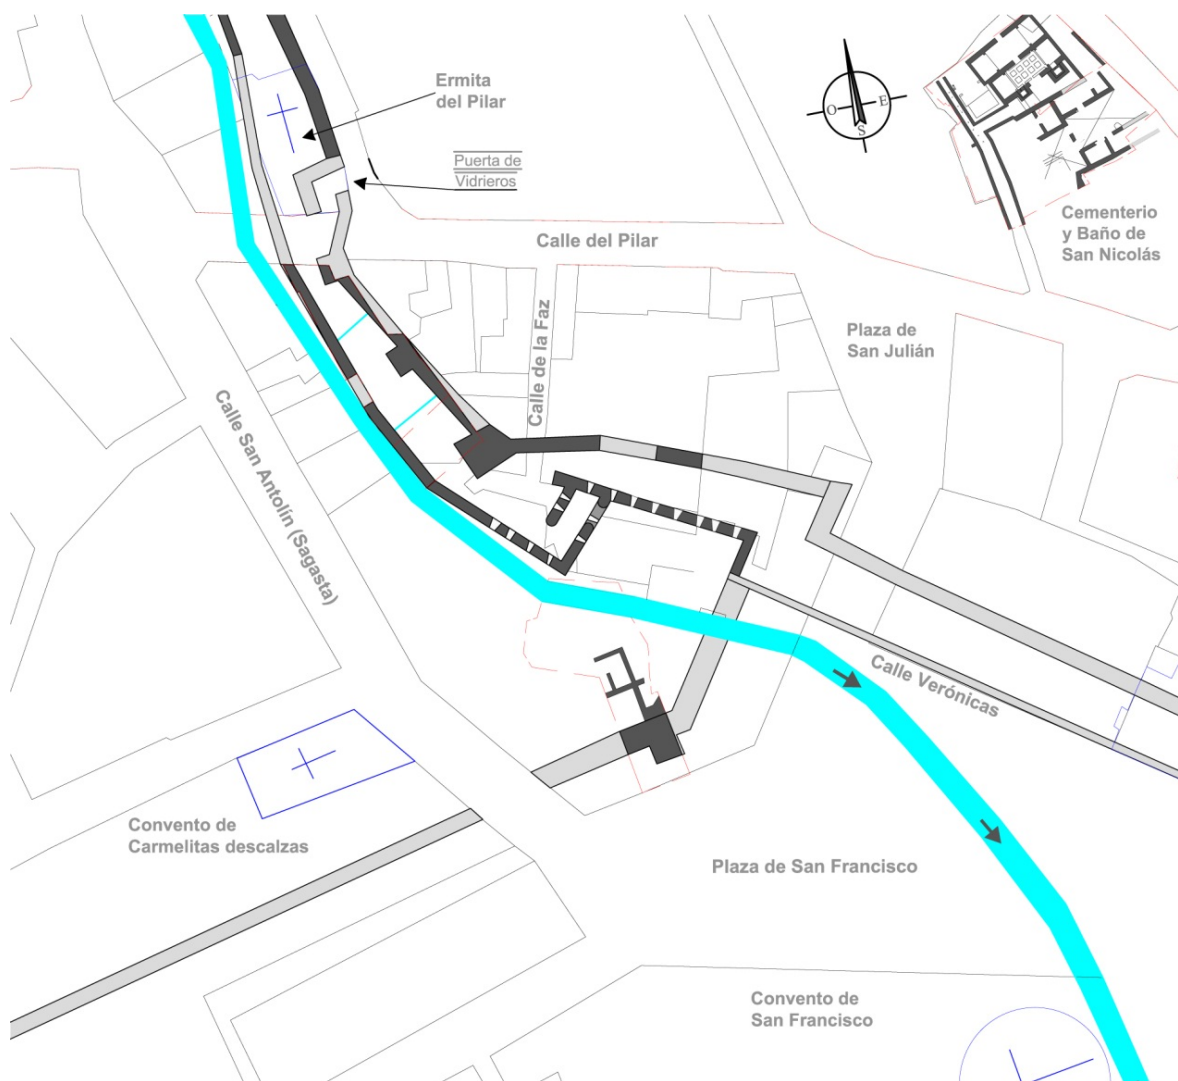 Ermita
del Pilar
Puerta de
Vidrieros
O
E
S
Cementerio
y Baño de
San Nicolás
Calle del Pilar
Calle de la Faz
Plaza de
San Julián
Calle San Antolín (Sagasta)
Calle Verónicas
Convento de
Carmelitas descalzas
Plaza de San Francisco
Convento de
San Francisco